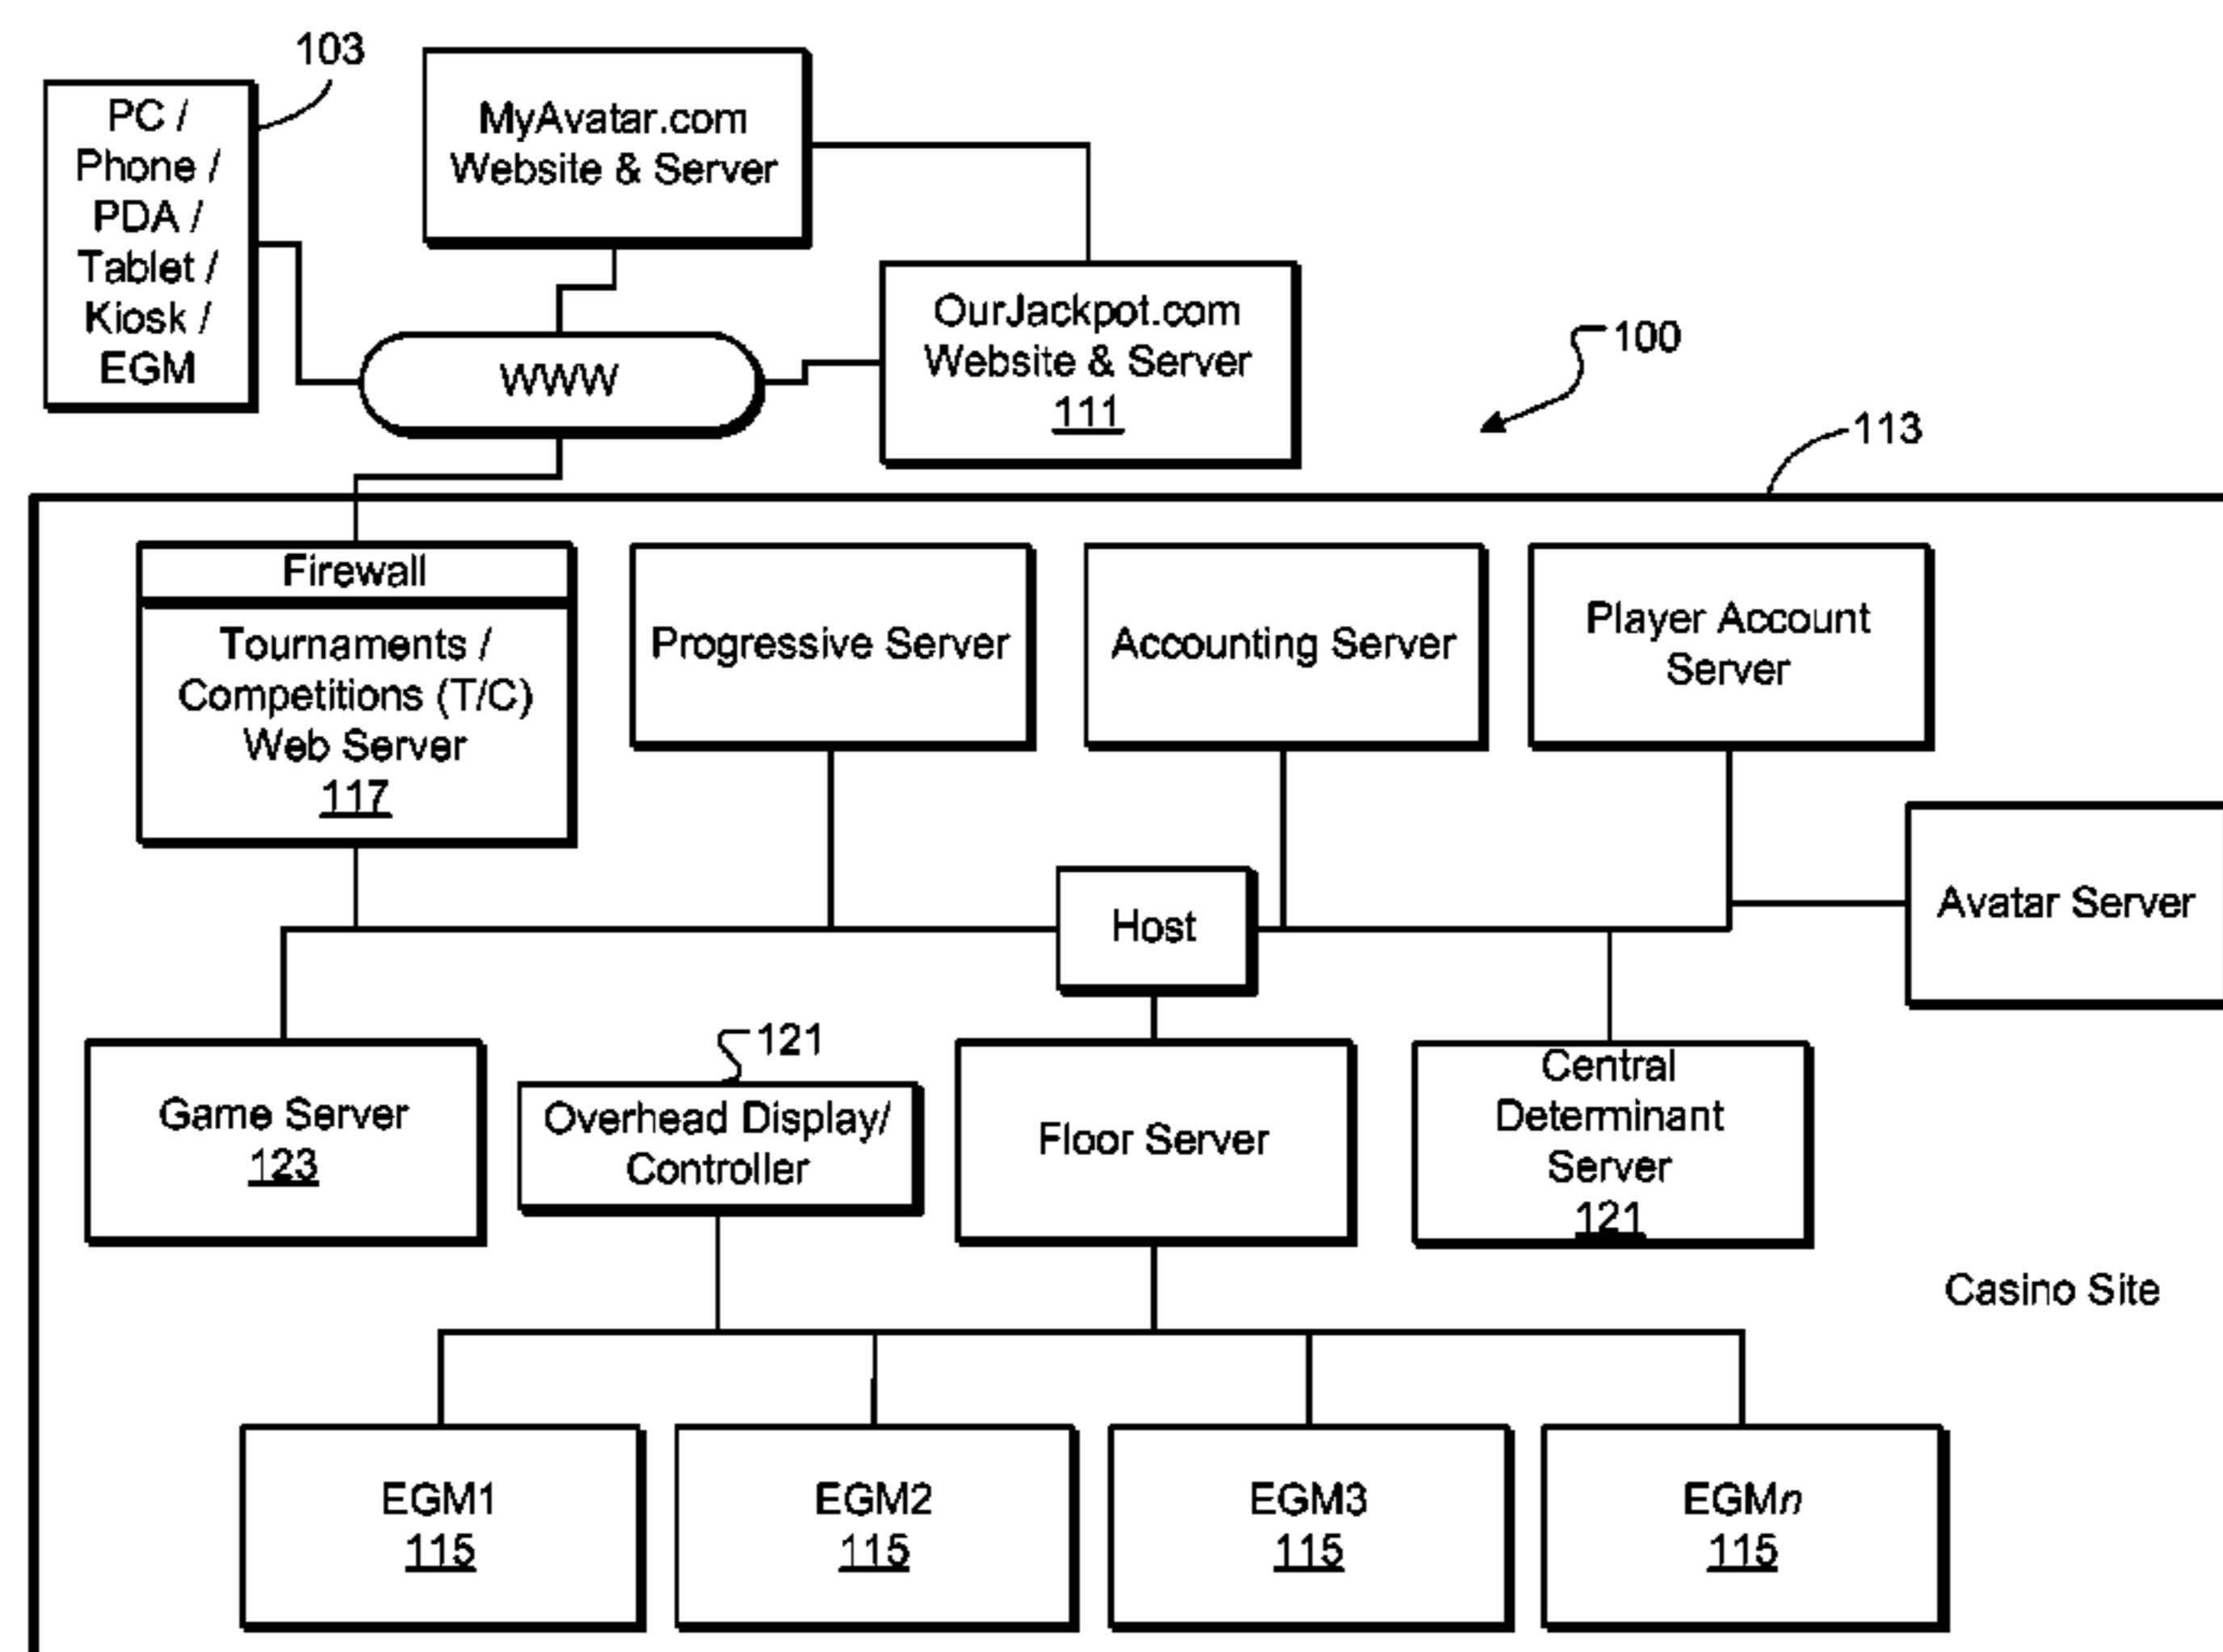 103
PC /
Phone /
PDA /
Tablet /
Kiosk /
EGM
MyAvatar.com
Website & Server
WWW
OurJackpot.com
Website & Server
111
100
113
Firewall
Tournaments /
Competitions (T/C)
Web Server
117
Progressive Server
Accounting Server
Player Account
Server
Host
Avatar Server
Game Server
123
121
Overhead Display/
Controller
Floor Server
Central
Determinant
Server
121
Casino Site
EGM1
115
EGM2
115
EGM3
115
EGMn
115